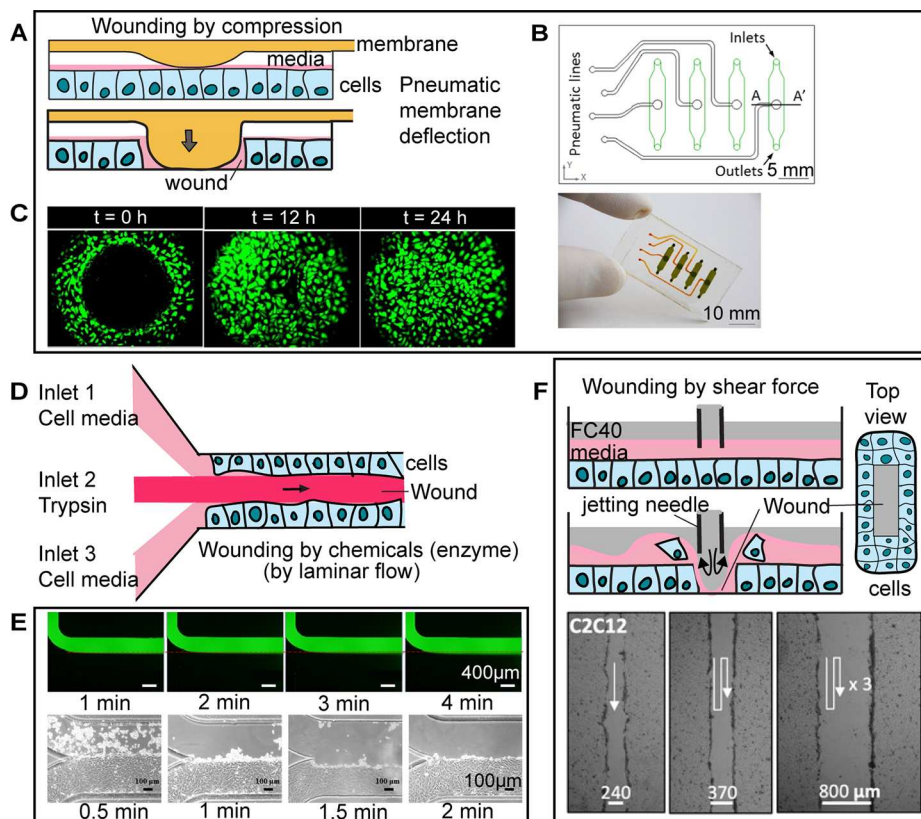 A
Wounding by compression
membrane
media
cells
Pneumatic
membrane
deflection
wound
B
Inlets
Pneumatic lines
A A'
Y
X
Outlets
5 mm
10 mm
C
t = 0 h
t = 12 h
t = 24 h
D
Inlet 1
Cell media
cells
Inlet 2
Trypsin
Wound
Inlet 3
Cell media
Wounding by chemicals (enzyme)
(by laminar flow)
E
400µm
1 min
2 min
3 min
4 min
100 µm
100 µm
100 µm
100µm
100 µm
0.5 min
1 min
1.5 min
2 min
F
Wounding by shear force
Top
view
FC40
media
jetting needle
Wound
cells
C2C12
x 3
240
370
800 µm